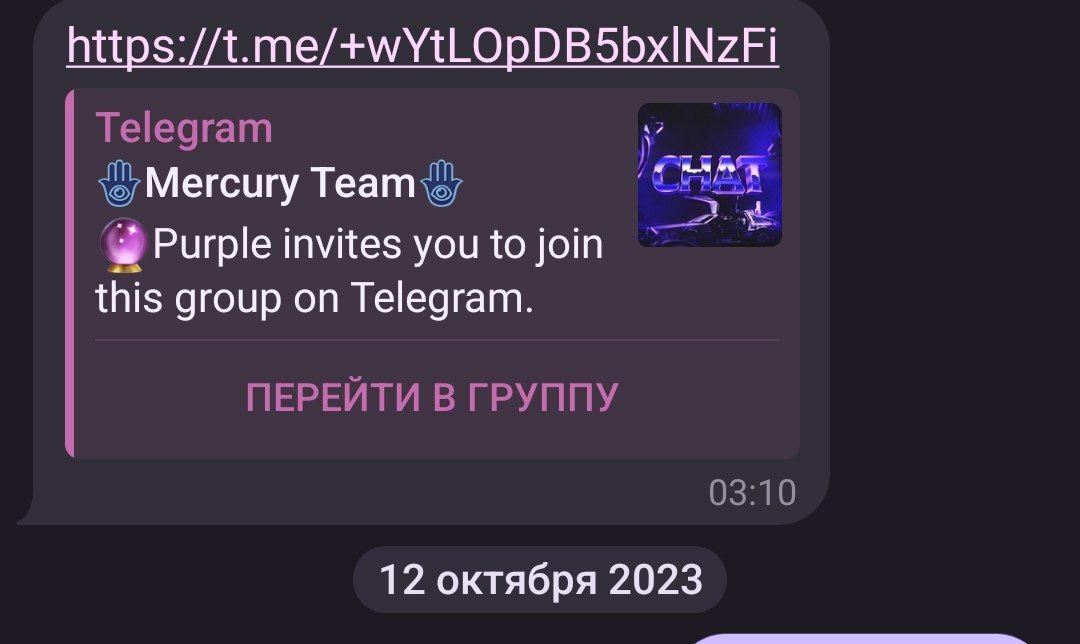 https://t.me/+wYtLOpDB5bxlNzFi
Telegram
🪬Mercury Team🪬
🔮Purple invites you to join
this group on Telegram.
CHAT
ПЕРЕЙТИ В ГРУППУ
03:10
12 октября 2023